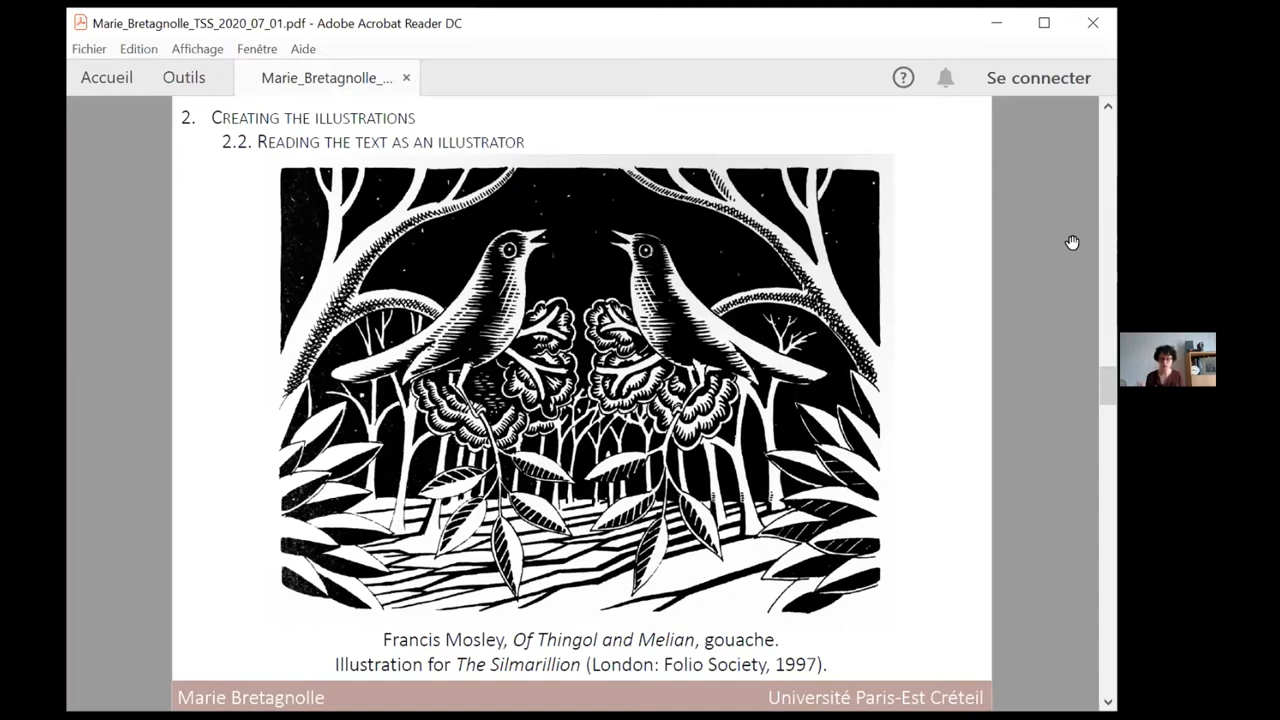 Marie_Bretagnolle_TSS_2020_07_01.pdf - Adobe Acrobat Reader DC
Fichier Edition Affichage Fenêtre Aide
Accueil Outils Marie_Bretagnolle_... × ? Se connecter
2. CREATING THE ILLUSTRATIONS
2.2. READING THE TEXT AS AN ILLUSTRATOR
Francis Mosley, Of Thingol and Melian, gouache.
Illustration for The Silmarillion (London: Folio Society, 1997).
Marie Bretagnolle Université Paris-Est Créteil